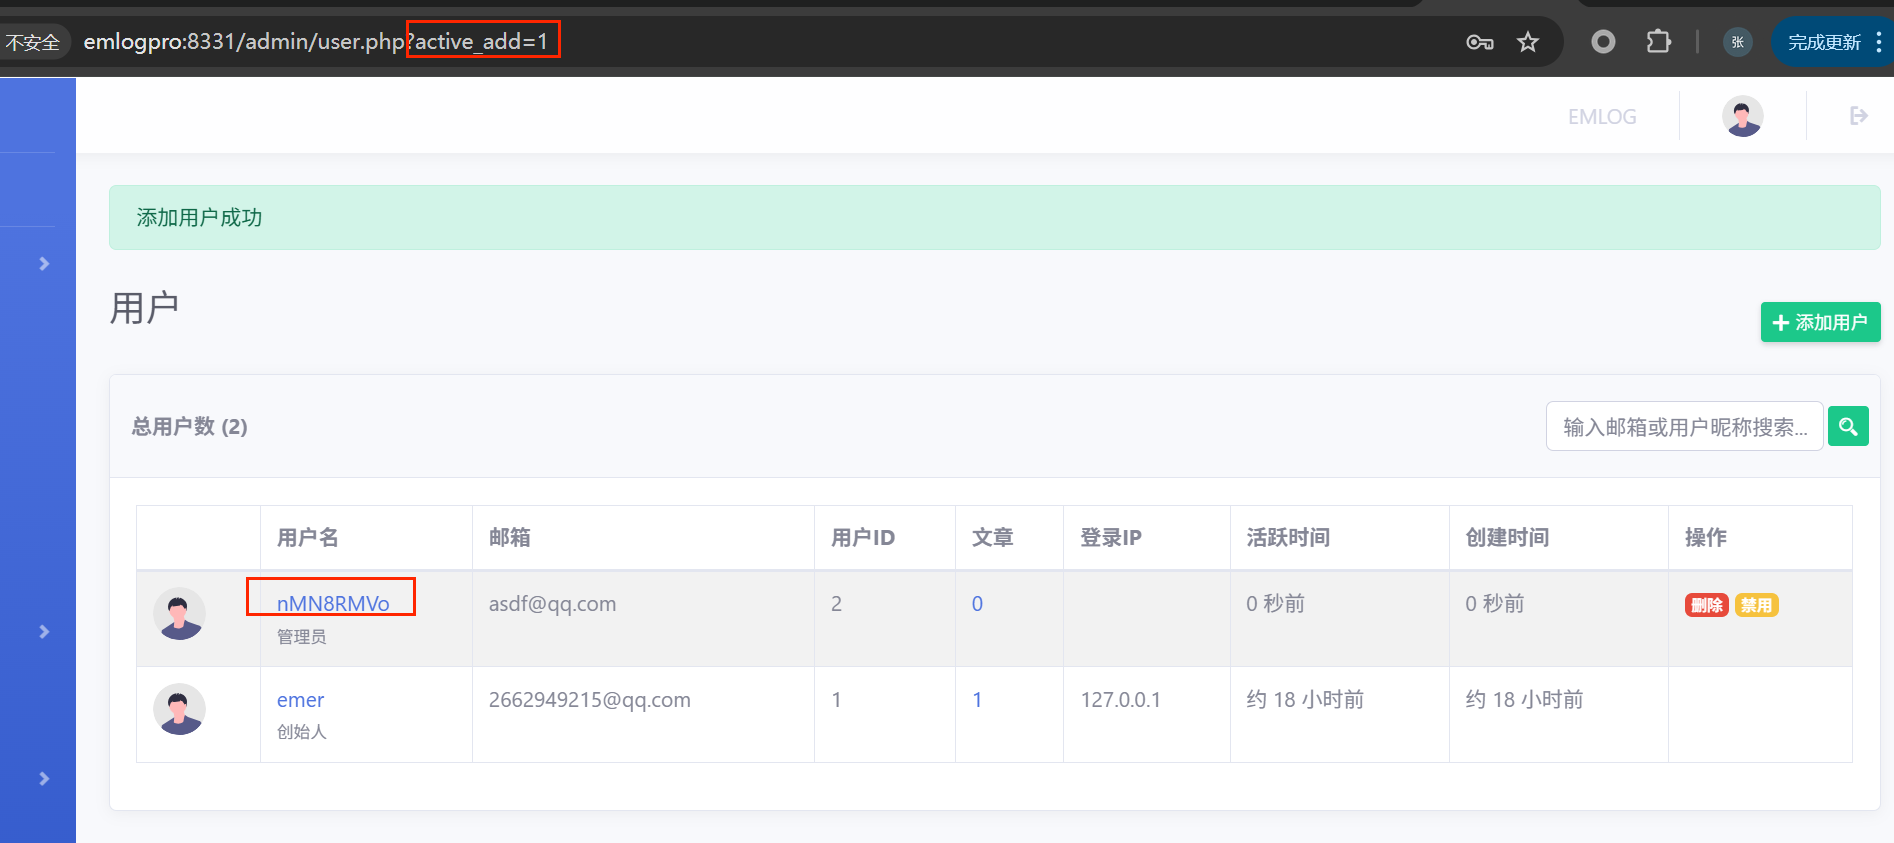 不安全 emlogpro:8331/admin/user.php?active_add=1 张 完成更新
EMLOG
添加用户成功
用户
添加用户
总用户数 (2) 输入邮箱或用户昵称搜索...
用户名 邮箱 用户ID 文章 登录IP 活跃时间 创建时间 操作
nMN8RMVo asdf@qq.com 2 0 0 秒前 0 秒前 删除 禁用
管理员
emer 2662949215@qq.com 1 1 127.0.0.1 约 18 小时前 约 18 小时前
创始人